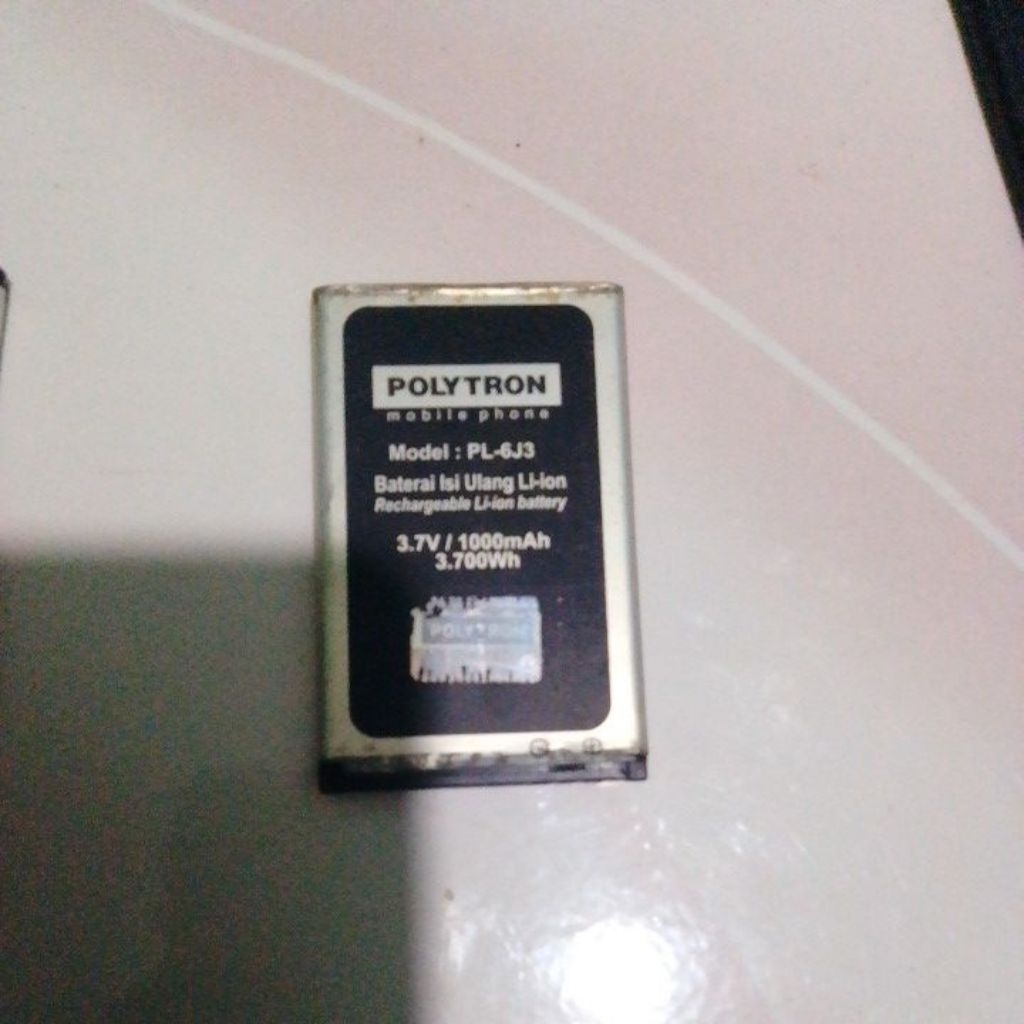 POLYTRON
mobile phone
Model : PL-6J3
Baterai Isi Ulang Li-ion
Rechargeable Li-ion battery
3.7V / 1000mAh
3.700Wh
POLYTRON